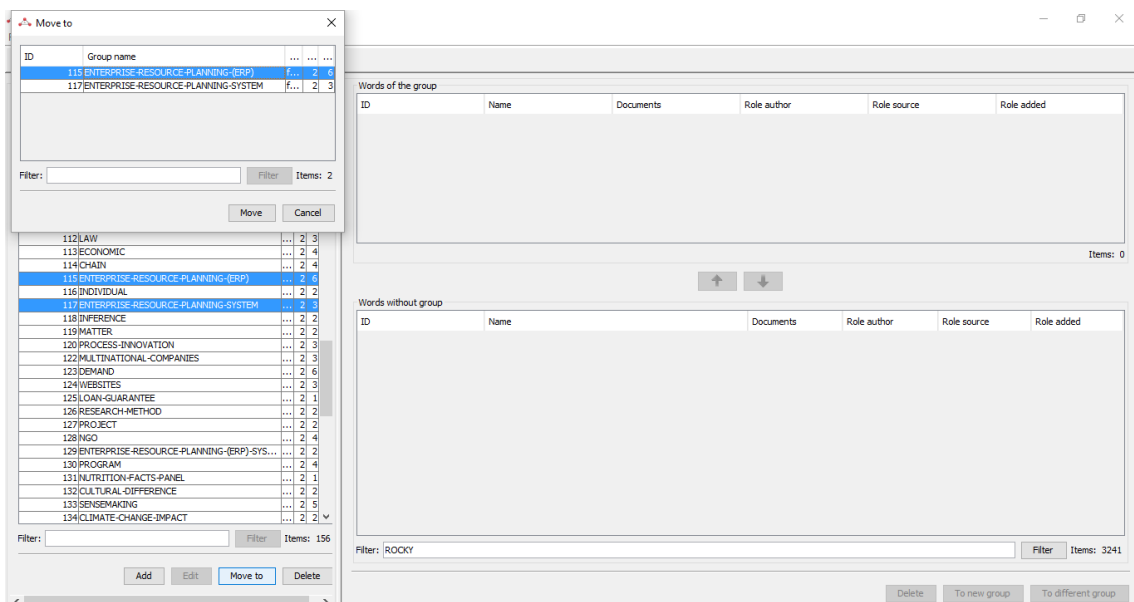 Move to
ID Group name ... ... ...
115 ENTERPRISE-RESOURCE-PLANNING-(ERP) f... 2 6
117 ENTERPRISE-RESOURCE-PLANNING-SYSTEM f... 2 3
Filter: Filter Items: 2
Move Cancel
112 LAW ... 2 3
113 ECONOMIC ... 2 4
114 CHAIN ... 2 4
115 ENTERPRISE-RESOURCE-PLANNING-(ERP) ... 2 6
116 INDIVIDUAL ... 2 2
117 ENTERPRISE-RESOURCE-PLANNING-SYSTEM ... 2 3
118 INFERENCE ... 2 2
119 MATTER ... 2 2
120 PROCESS-INNOVATION ... 2 3
122 MULTINATIONAL-COMPANIES ... 2 3
123 DEMAND ... 2 6
124 WEBSITES ... 2 3
125 LOAN-GUARANTEE ... 2 1
126 RESEARCH-METHOD ... 2 2
127 PROJECT ... 2 2
128 NGO ... 2 4
129 ENTERPRISE-RESOURCE-PLANNING-(ERP)-SYS... ... 2 2
130 PROGRAM ... 2 4
131 NUTRITION-FACTS-PANEL ... 2 1
132 CULTURAL-DIFFERENCE ... 2 2
133 SENSEMAKING ... 2 5
134 CLIMATE-CHANGE-IMPACT ... 2 2
Filter: Filter Items: 156
Add Edit Move to Delete
Words of the group
ID Name Documents Role author Role source Role added
Items: 0
Words without group
ID Name Documents Role author Role source Role added
Filter: ROCKY Filter Items: 3241
Delete To new group To different group